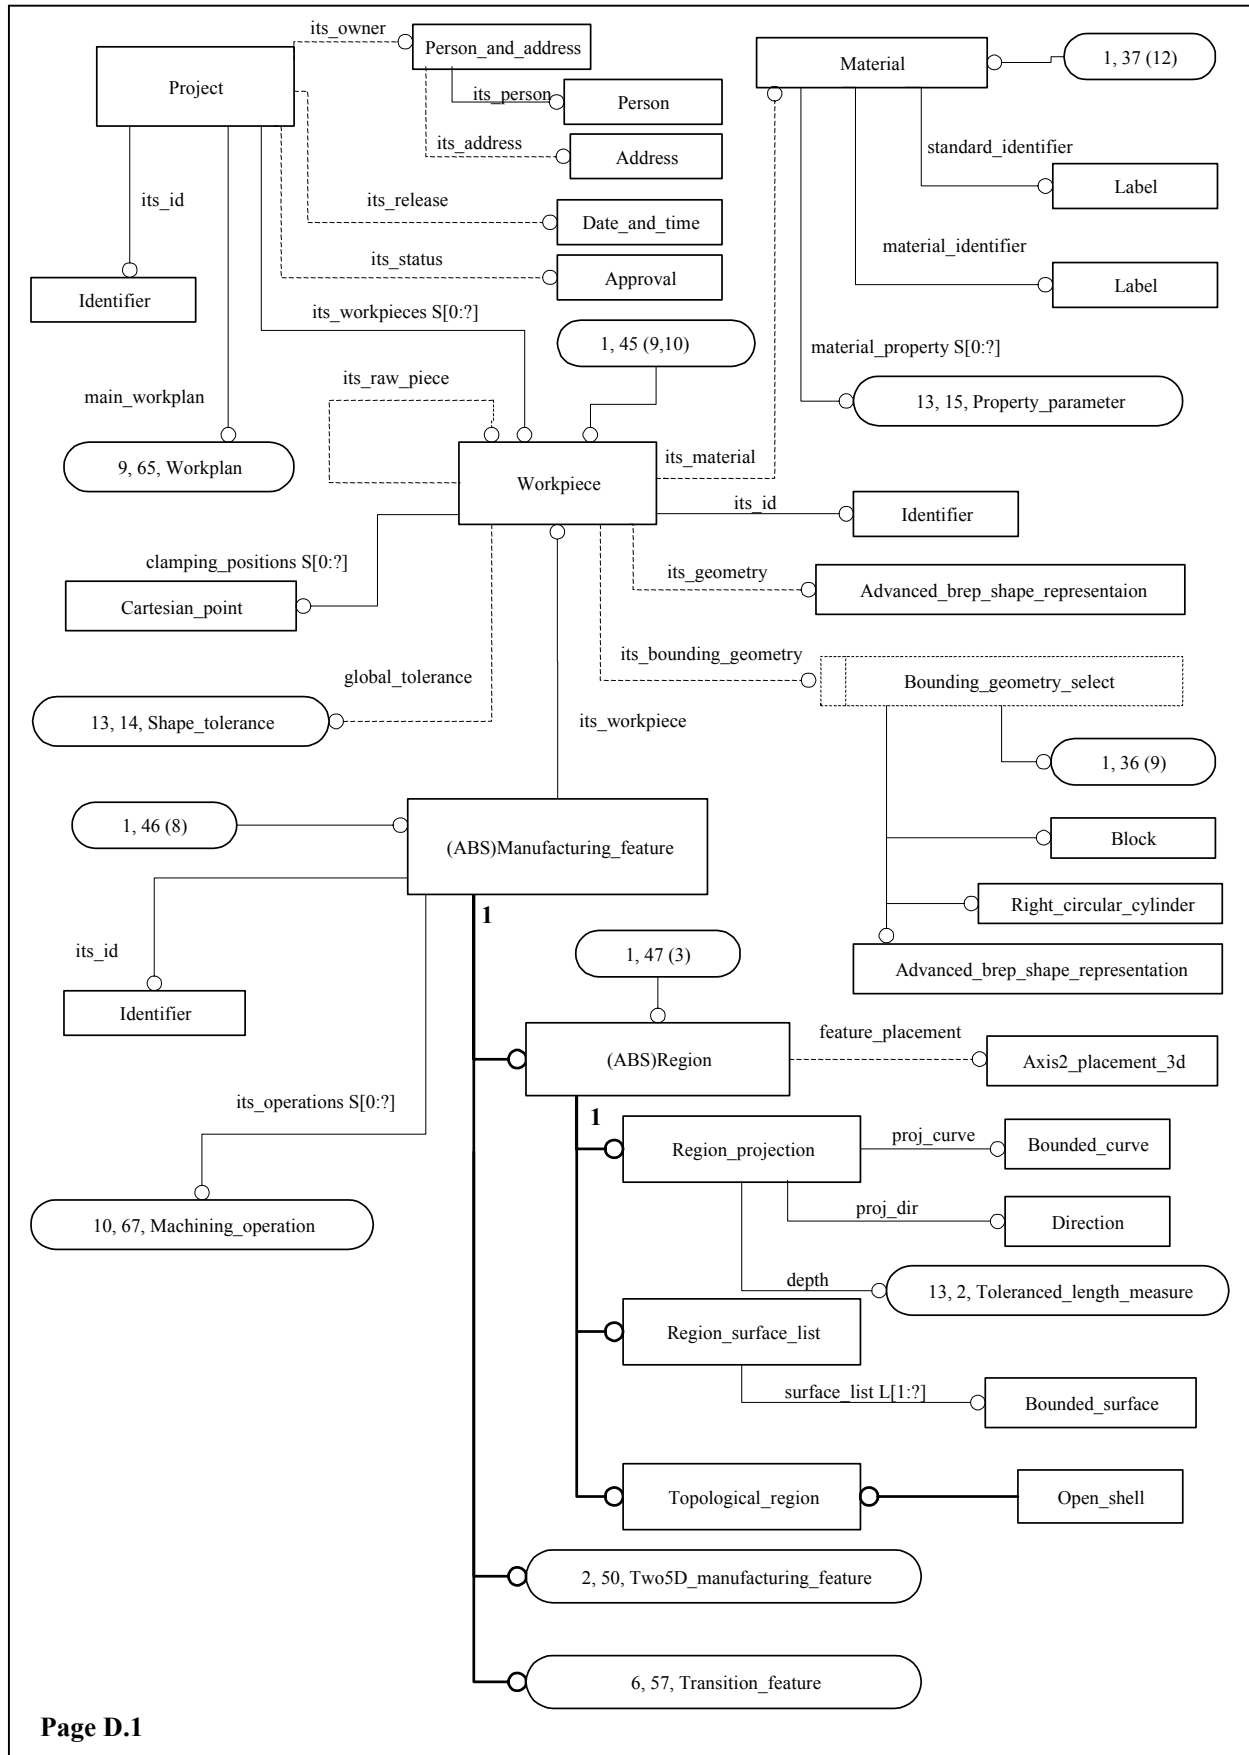 its_owner
Person_and_address
Material
1, 37 (12)
Project
its_person
Person
its_address
Address
standard_identifier
Label
its_id
its_release
Date_and_time
material_identifier
its_status
Approval
Label
Identifier
its_workpieces S[0:?]
1, 45 (9,10)
material_property S[0:?]
its_raw_piece
main_workplan
13, 15, Property_parameter
its_material
9, 65, Workplan
Workpiece
its_id
Identifier
clamping_positions S[0:?]
its_geometry
Advanced_brep_shape_representaion
Cartesian_point
its_bounding_geometry
global_tolerance
Bounding_geometry_select
13, 14, Shape_tolerance
its_workpiece
1, 36 (9)
1, 46 (8)
(ABS)Manufacturing_feature
Block
1
Right_circular_cylinder
its_id
1, 47 (3)
Advanced_brep_shape_representation
Identifier
feature_placement
(ABS)Region
Axis2_placement_3d
its_operations S[0:?]
1
proj_curve
Region_projection
Bounded_curve
proj_dir
10, 67, Machining_operation
Direction
depth
13, 2, Toleranced_length_measure
Region_surface_list
surface_list L[1:?]
Bounded_surface
Topological_region
Open_shell
2, 50, Two5D_manufacturing_feature
6, 57, Transition_feature
Page D.1